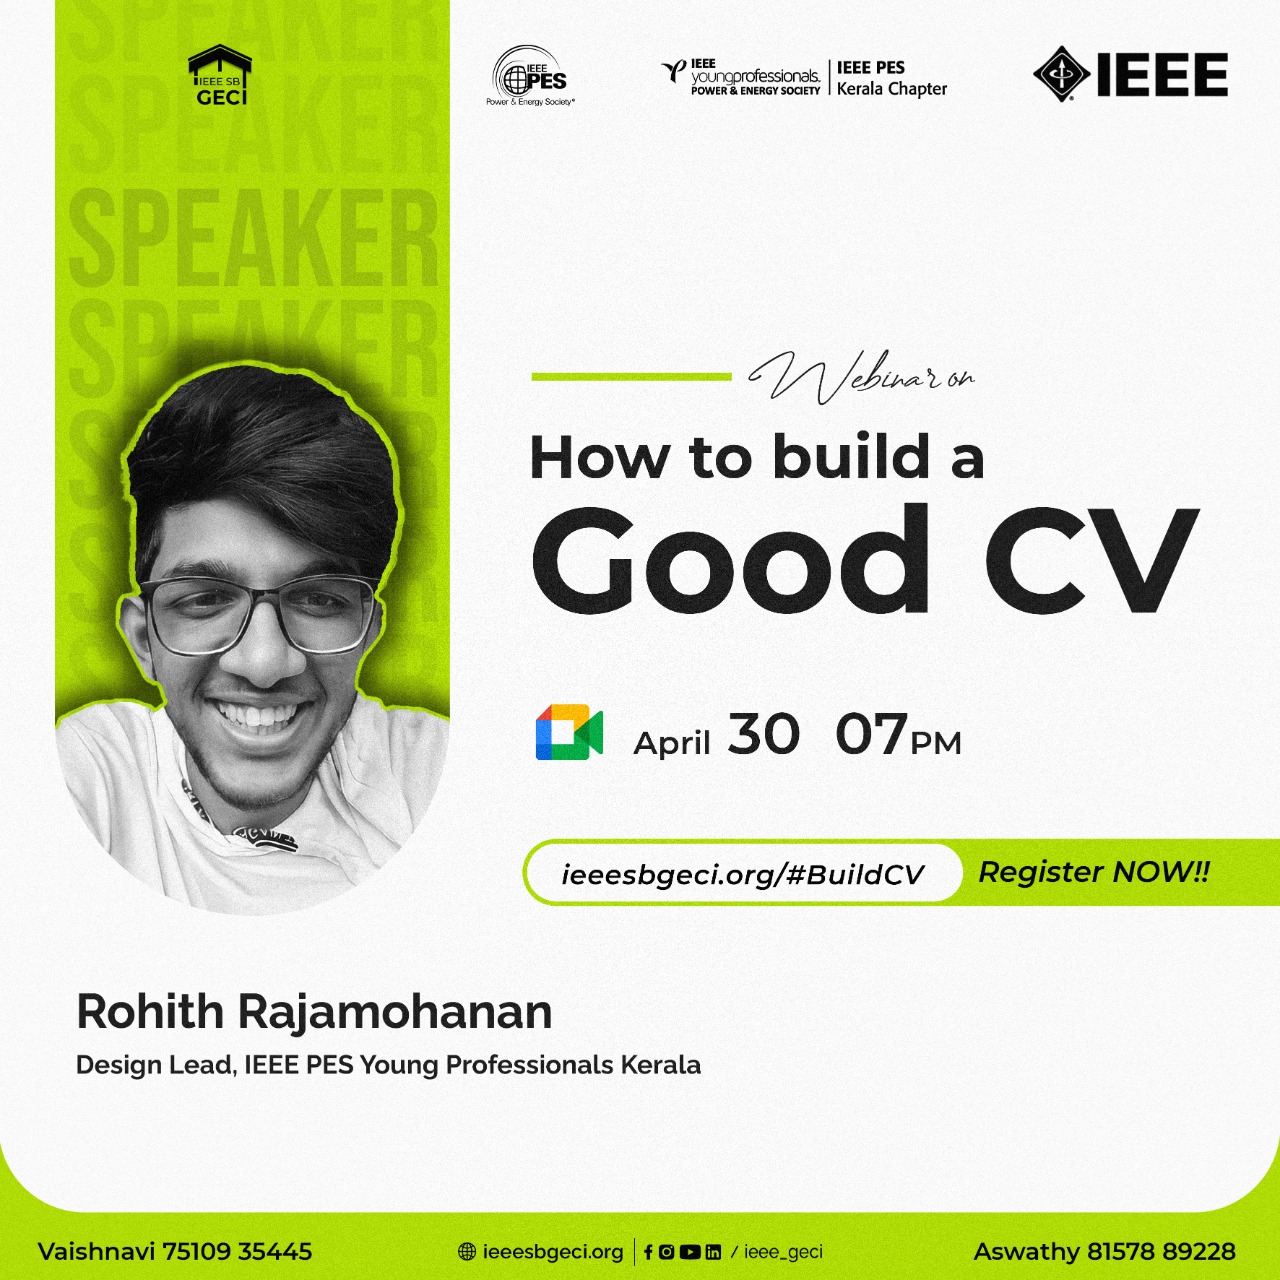 SPEAKER
SPEAKER
SPEAKER
SPEAKER
IEEE SB
GECI
IEEE
PES
Power & Energy Society®
IEEE
youngprofessionals.
POWER & ENERGY SOCIETY
IEEE PES
Kerala Chapter
IEEE
Webinar on
How to build a
Good CV
April 30 07PM
ieeesbgeci.org/#BuildCV Register NOW!!
Rohith Rajamohanan
Design Lead, IEEE PES Young Professionals Kerala
Vaishnavi 75109 35445
ieeesbgeci.org
/ ieee_geci
Aswathy 81578 89228